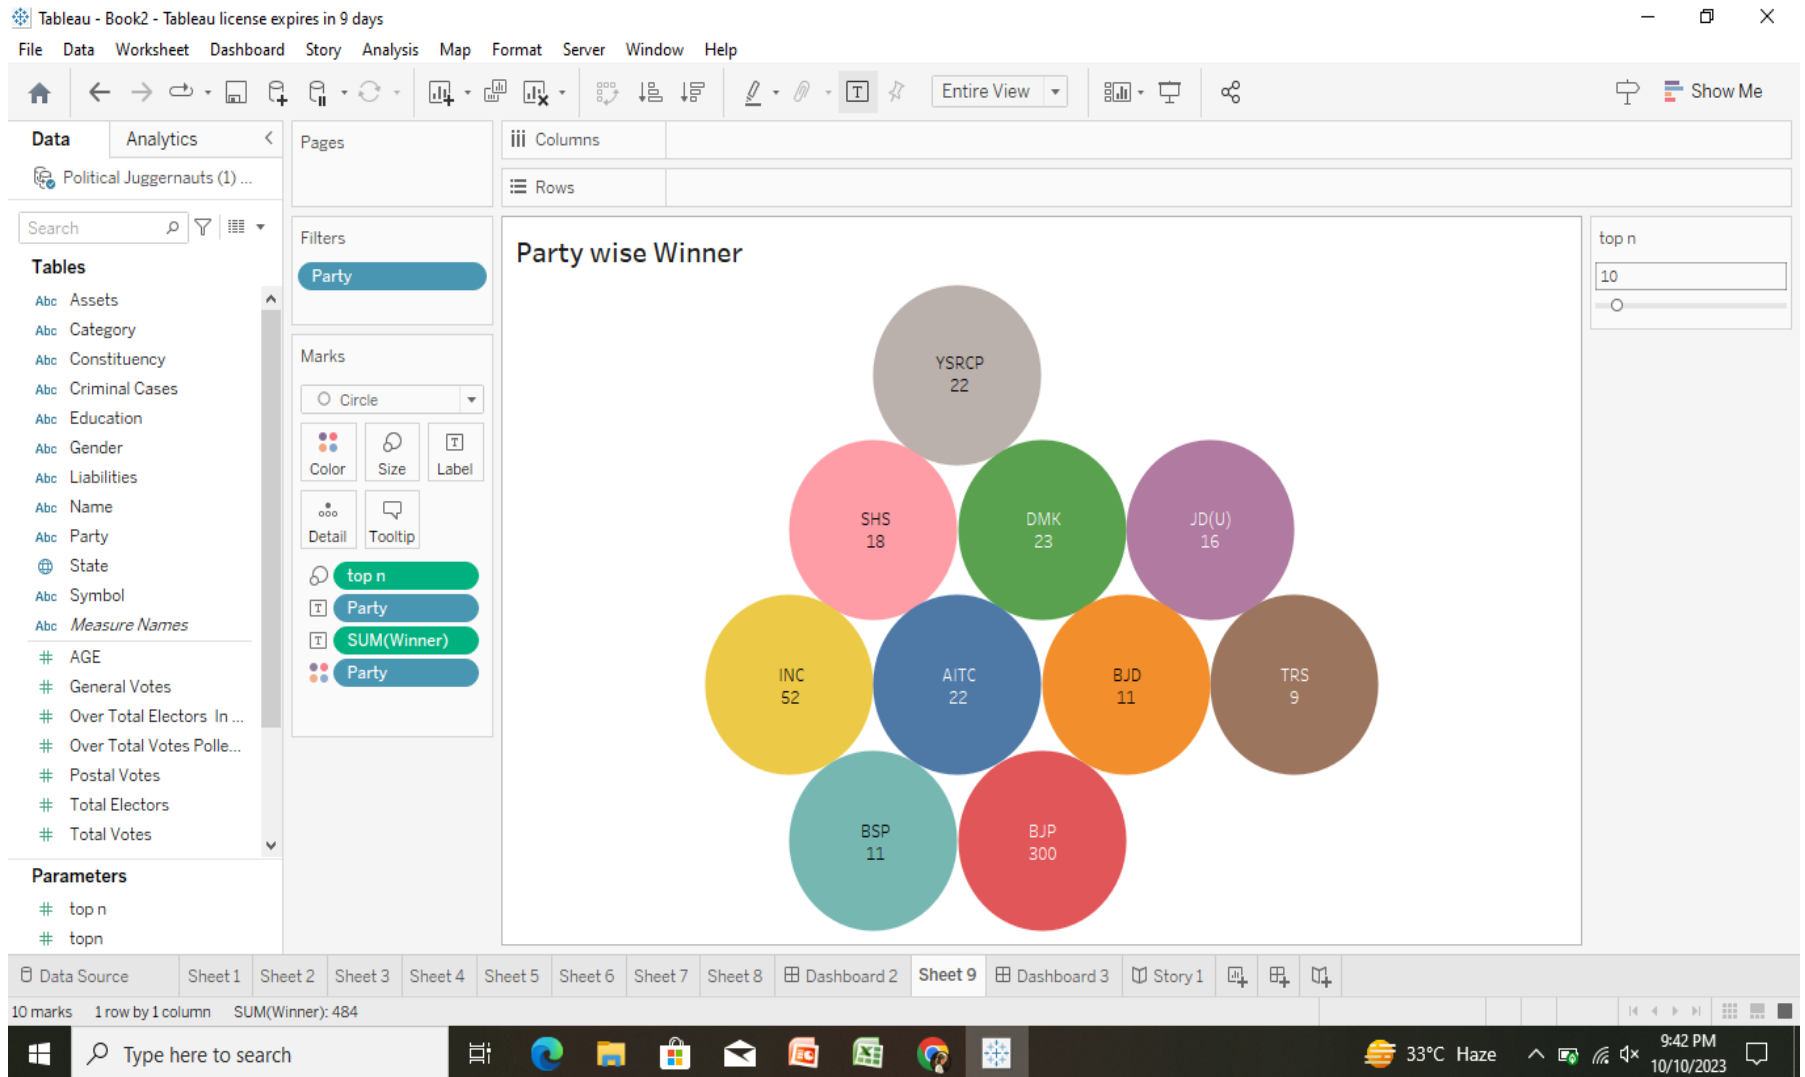 Tableau - Book2 - Tableau license expires in 9 days
File Data Worksheet Dashboard Story Analysis Map Format Server Window Help
Entire View
Show Me
Data
Analytics
Political Juggernauts (1) ...
Search
Tables
Abc Assets
Abc Category
Abc Constituency
Abc Criminal Cases
Abc Education
Abc Gender
Abc Liabilities
Abc Name
Abc Party
State
Abc Symbol
Abc Measure Names
# AGE
# General Votes
# Over Total Electors In ...
# Over Total Votes Polle...
# Postal Votes
# Total Electors
# Total Votes
Parameters
# top n
# topn
Pages
Filters
Party
Marks
Circle
Color Size Label
Detail Tooltip
top n
Party
SUM(Winner)
Party
Columns
Rows
Party wise Winner
YSRCP
22
SHS
18
DMK
23
JD(U)
16
INC
52
AITC
22
BJD
11
TRS
9
BSP
11
BJP
300
top n
10
Data Source Sheet 1 Sheet 2 Sheet 3 Sheet 4 Sheet 5 Sheet 6 Sheet 7 Sheet 8 Dashboard 2 Sheet 9 Dashboard 3 Story 1
10 marks 1 row by 1 column SUM(Winner): 484
Type here to search
33°C Haze
9:42 PM
10/10/2023